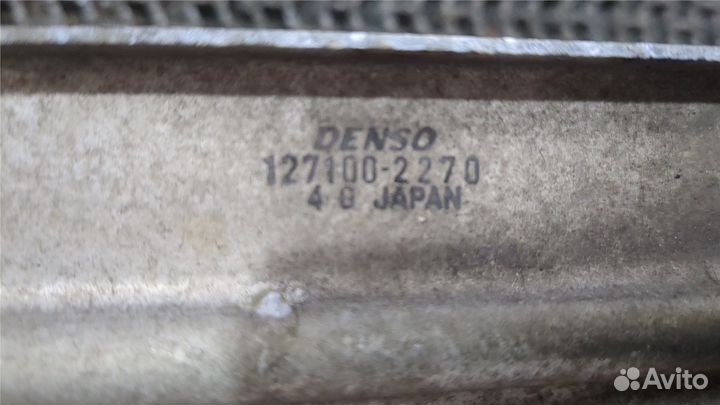 DENSO
127100-2270
4 G JAPAN
Avito